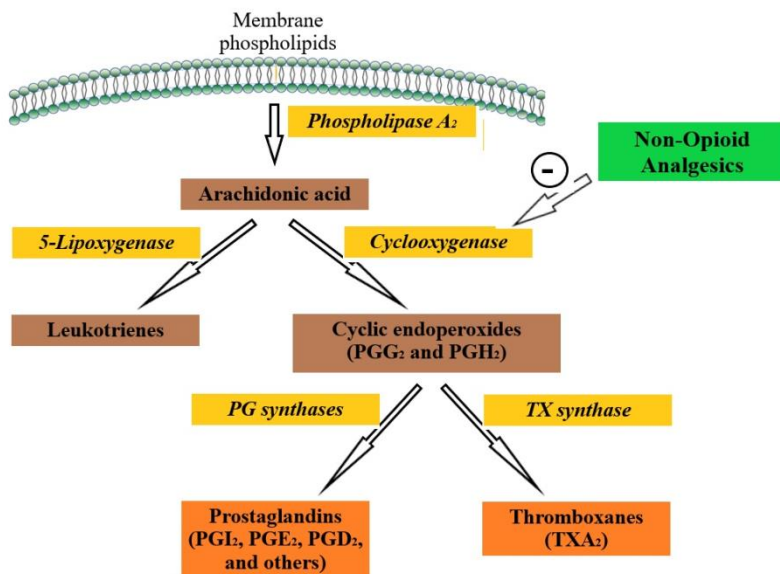 Membrane
phospholipids
Phospholipase A₂
Non-Opioid
Analgesics
-
Arachidonic acid
5-Lipoxygenase
Cyclooxygenase
Leukotrienes
Cyclic endoperoxides
(PGG₂ and PGH₂)
PG synthases
TX synthase
Prostaglandins
(PGI₂, PGE₂, PGD₂,
and others)
Thromboxanes
(TXA₂)